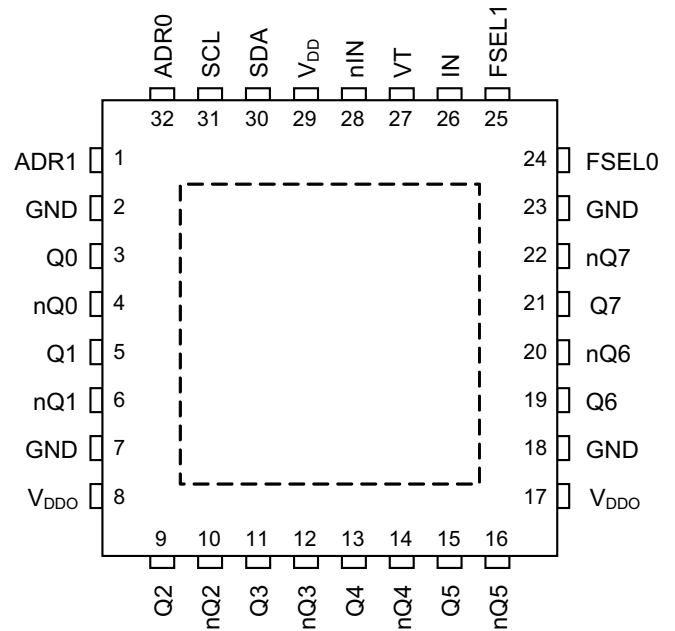 ADR0 SCL SDA VDD nIN VT IN FSEL1
32 31 30 29 28 27 26 25
ADR1 1 24 FSEL0
GND 2 23 GND
Q0 3 22 nQ7
nQ0 4 21 Q7
Q1 5 20 nQ6
nQ1 6 19 Q6
GND 7 18 GND
VDDO 8 17 VDDO
9 10 11 12 13 14 15 16
Q2 nQ2 Q3 nQ3 Q4 nQ4 Q5 nQ5